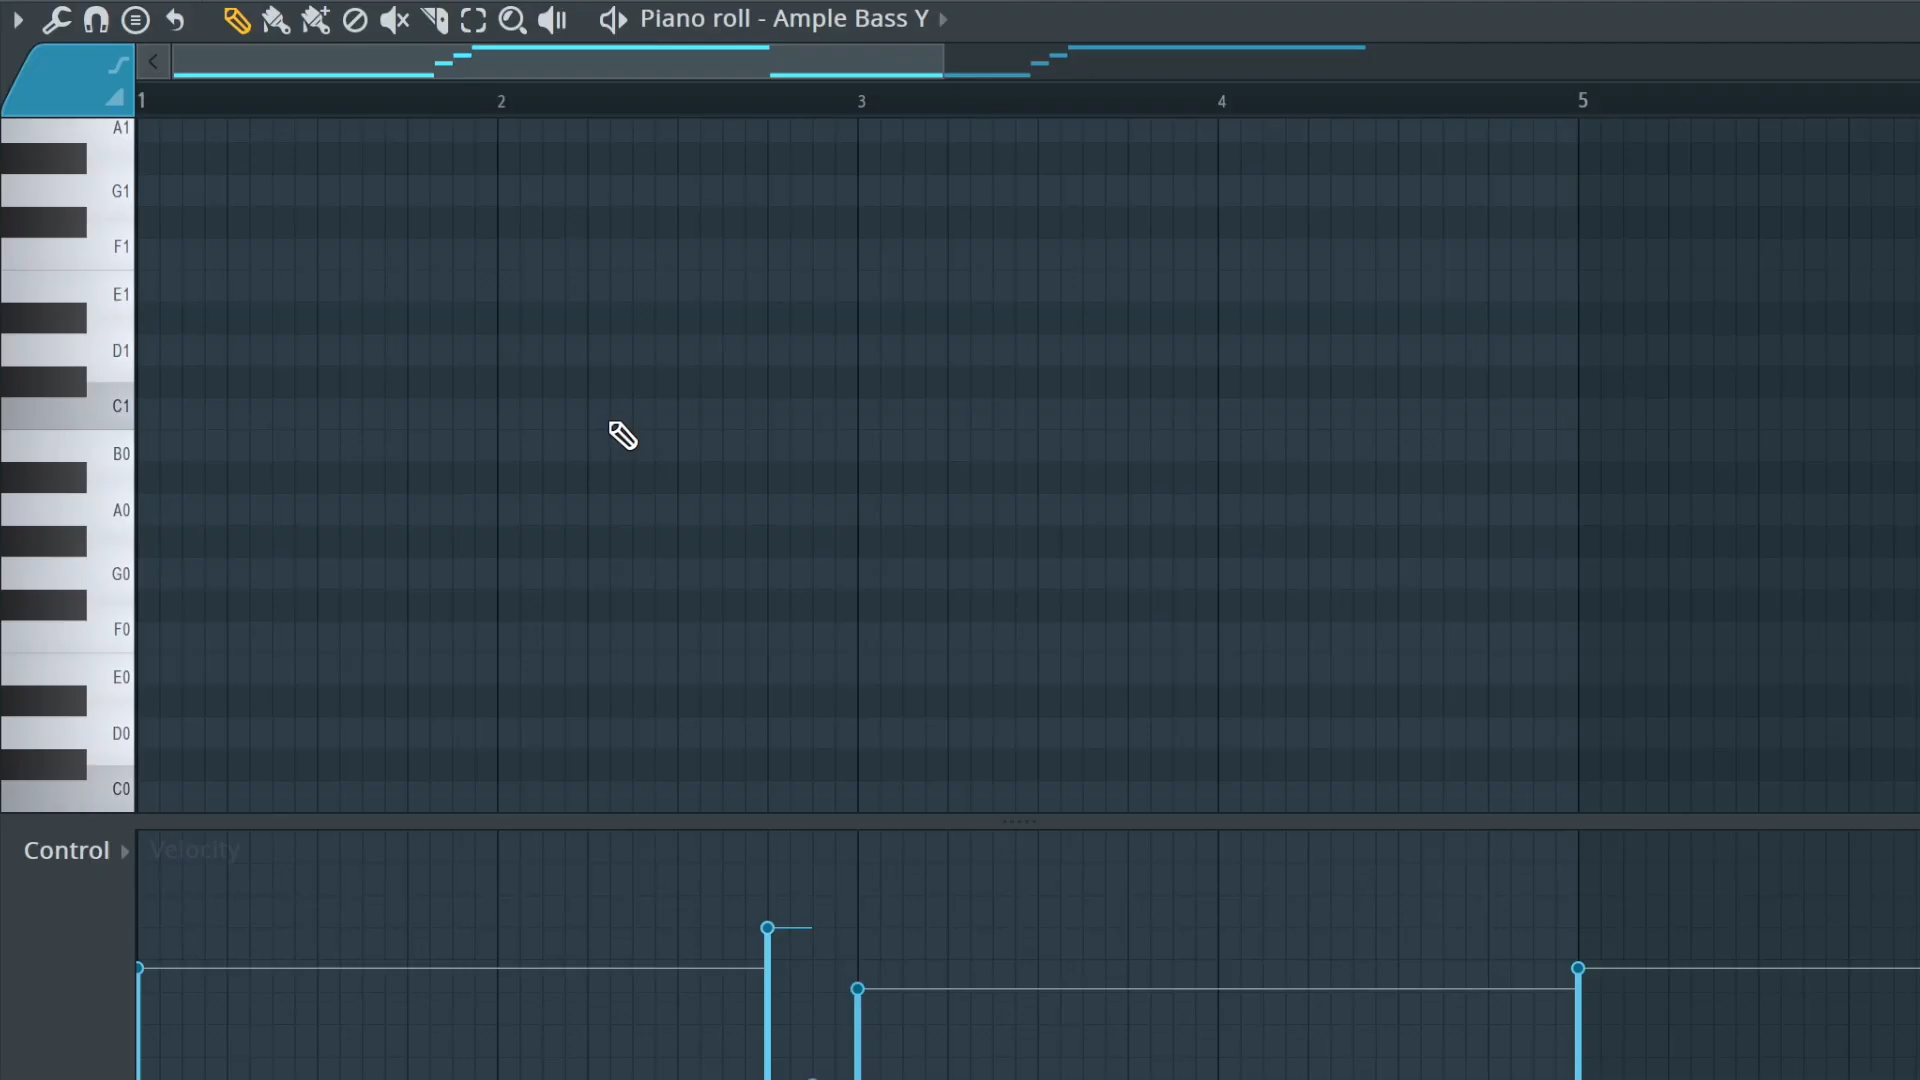 Piano roll - Ample Bass Y
1 2 3 4 5
A1
G1
F1
E1
D1
C1
B0
A0
G0
F0
E0
D0
C0
Control Velocity